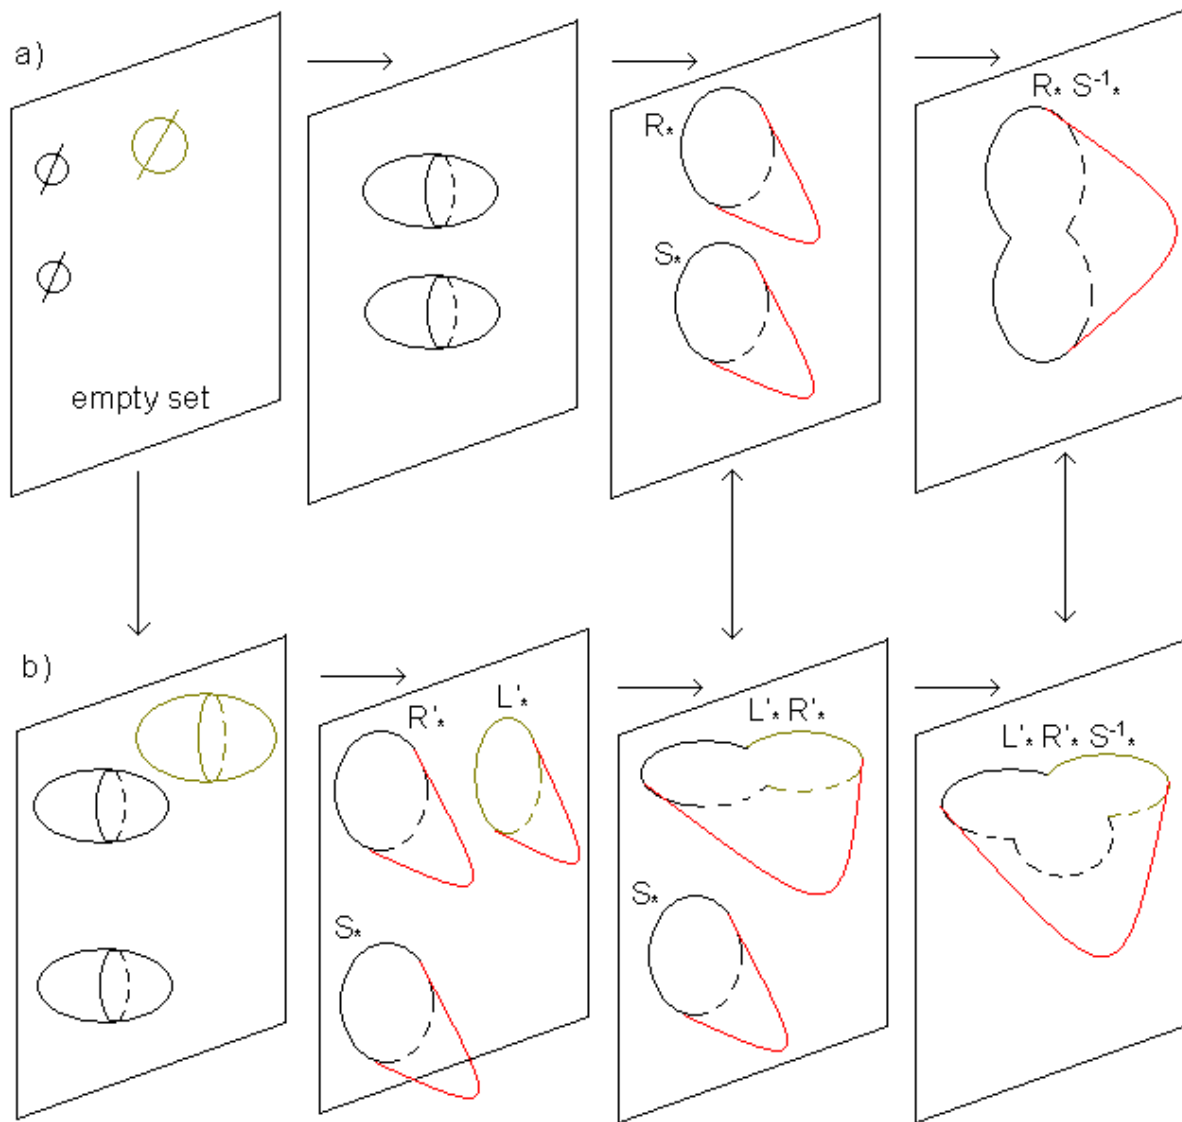 a)
∅
∅
∅
empty set
R*
S*
R* S⁻¹*
b)
R'*
L'*
S*
L'* R'*
S*
L'* R'* S⁻¹*